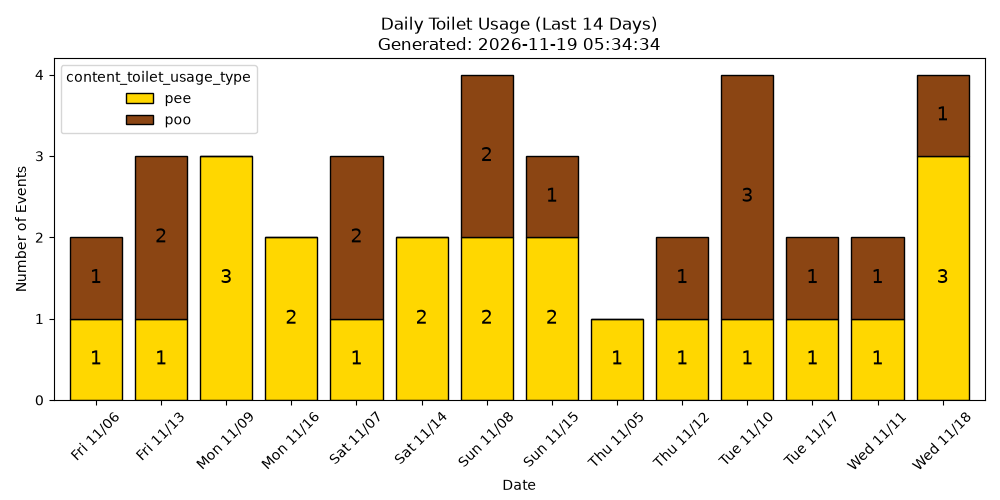 Daily Toilet Usage (Last 14 Days)
Generated: 2026-11-19 05:34:34
content_toilet_usage_type
pee
poo
Number of Events
4
3
2
1
0
1
1
2
1
3
2
2
1
2
2
2
1
2
1
1
1
3
1
1
1
1
1
1
3
Fri 11/06
Fri 11/13
Mon 11/09
Mon 11/16
Sat 11/07
Sat 11/14
Sun 11/08
Sun 11/15
Thu 11/05
Thu 11/12
Tue 11/10
Tue 11/17
Wed 11/11
Wed 11/18
Date